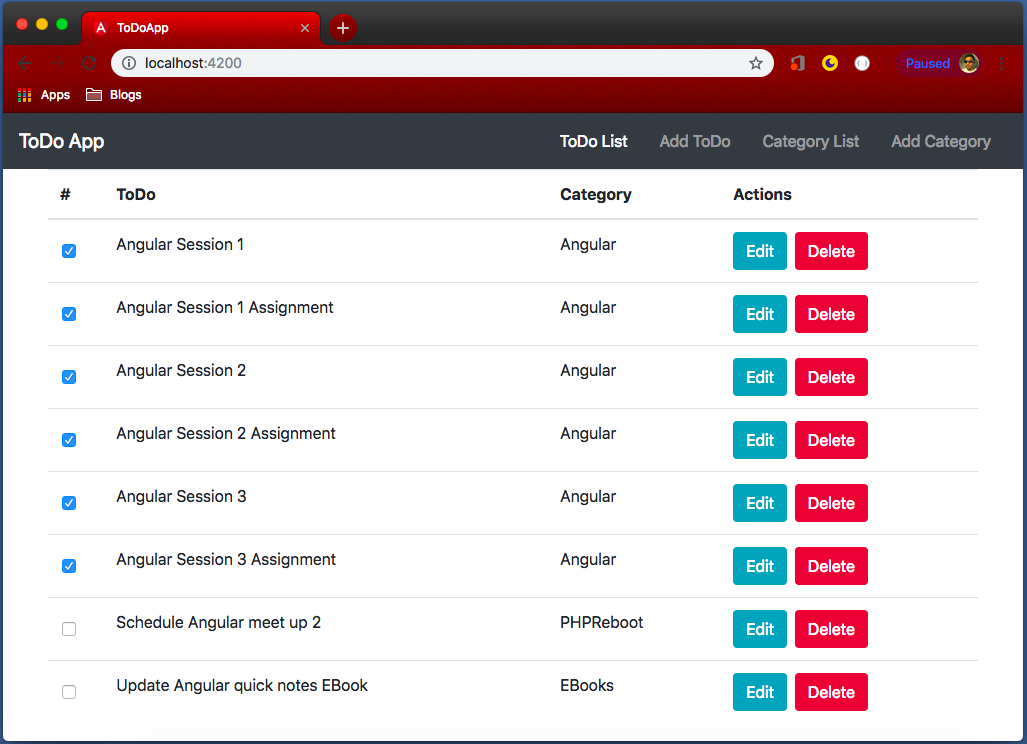 ToDoApp
localhost:4200
Paused
Apps Blogs
ToDo App ToDo List Add ToDo Category List Add Category
# ToDo Category Actions
Angular Session 1 Angular Edit Delete
Angular Session 1 Assignment Angular Edit Delete
Angular Session 2 Angular Edit Delete
Angular Session 2 Assignment Angular Edit Delete
Angular Session 3 Angular Edit Delete
Angular Session 3 Assignment Angular Edit Delete
Schedule Angular meet up 2 PHPReboot Edit Delete
Update Angular quick notes EBook EBooks Edit Delete